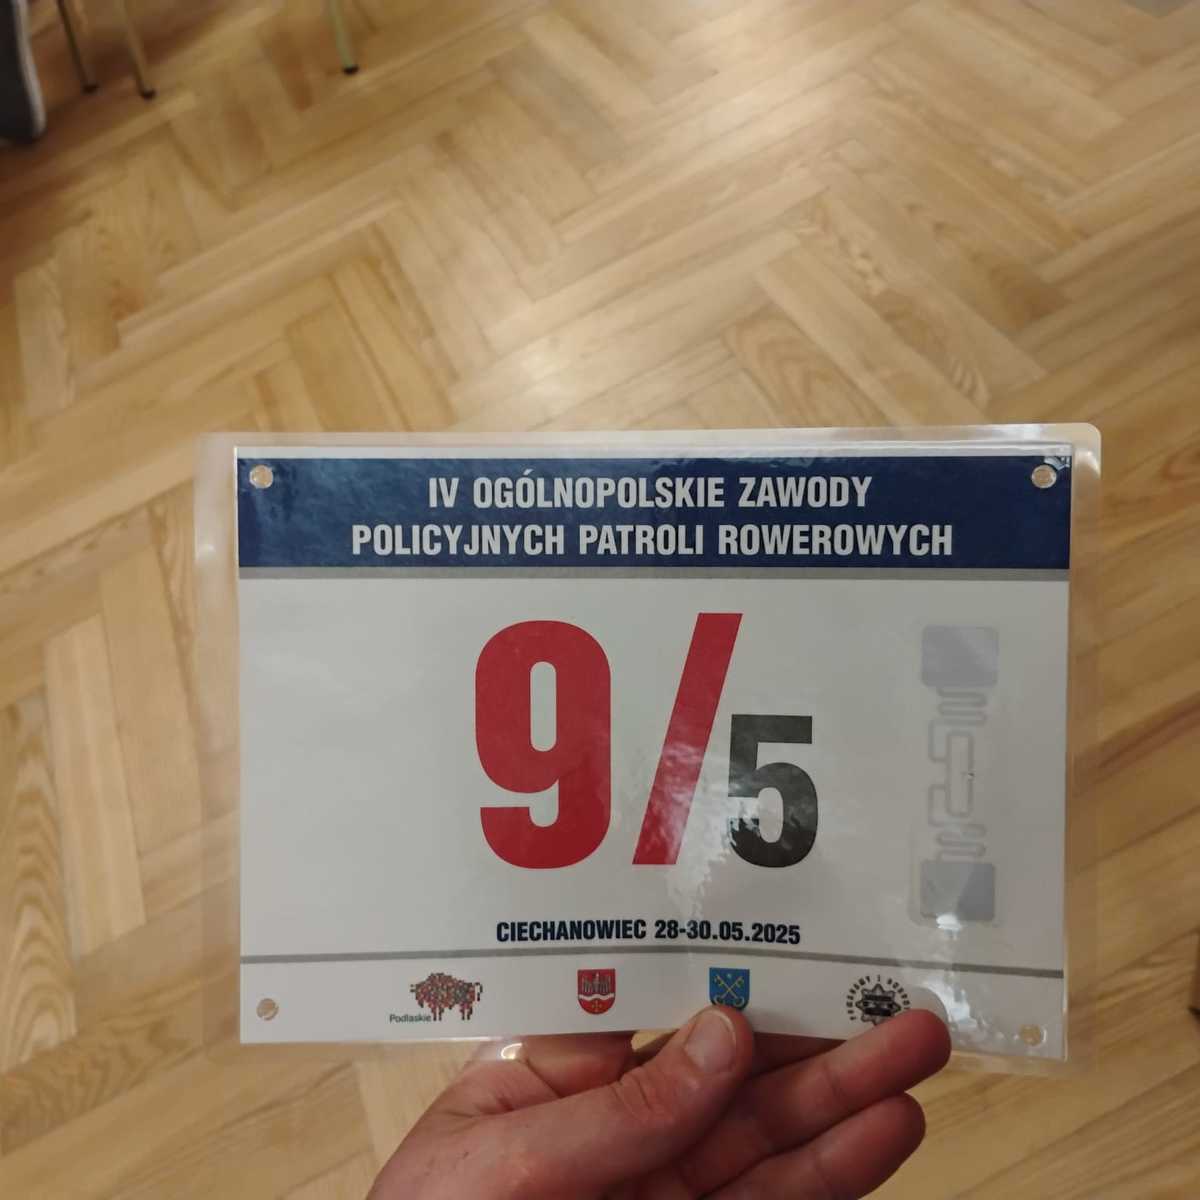 IV OGÓLNOPOLSKIE ZAWODY
POLICYJNYCH PATROLI ROWEROWYCH
9/5
CIECHANOWIEC 28-30.05.2025
Podlaskie